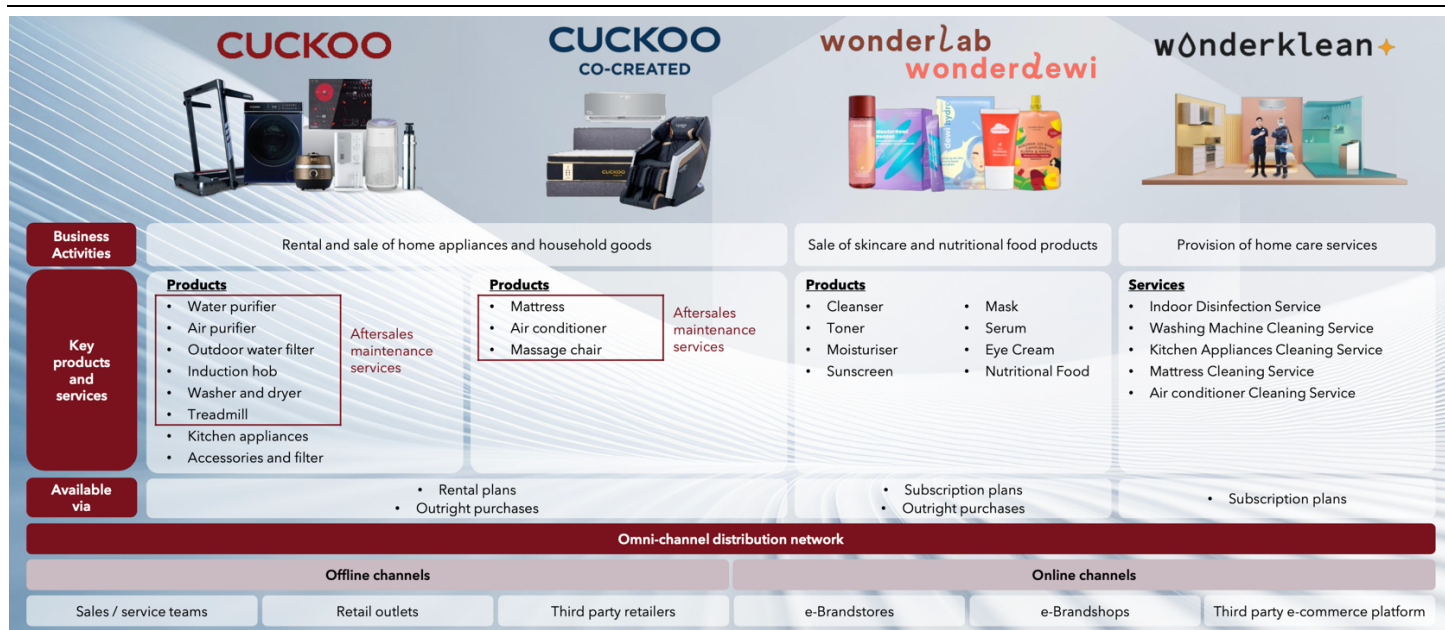 CUCKOO
CUCKOO
CO-CREATED
wonderlab
wonderdewi
wonderklean
CUCKOO
Business
Activities
Rental and sale of home appliances and household goods
Sale of skincare and nutritional food products
Provision of home care services
Key
products
and
services
Products
• Water purifier
• Air purifier
• Outdoor water filter
• Induction hob
• Washer and dryer
• Treadmill
• Kitchen appliances
• Accessories and filter
Aftersales
maintenance
services
Products
• Mattress
• Air conditioner
• Massage chair
Aftersales
maintenance
services
Products
• Cleanser
• Toner
• Moisturiser
• Sunscreen
• Mask
• Serum
• Eye Cream
• Nutritional Food
Services
• Indoor Disinfection Service
• Washing Machine Cleaning Service
• Kitchen Appliances Cleaning Service
• Mattress Cleaning Service
• Air conditioner Cleaning Service
Available
via
• Rental plans
• Outright purchases
• Subscription plans
• Outright purchases
• Subscription plans
Omni-channel distribution network
Offline channels
Online channels
Sales / service teams
Retail outlets
Third party retailers
e-Brandstores
e-Brandshops
Third party e-commerce platform